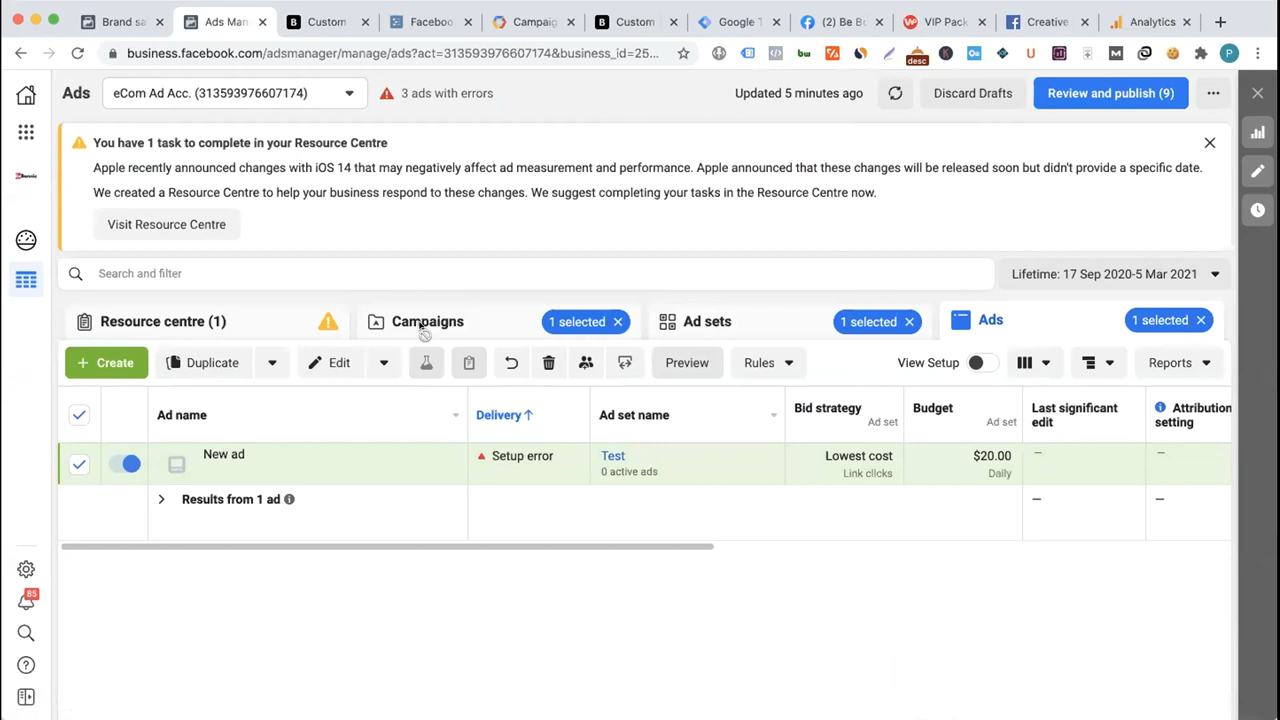 Brand sa
Ads Man
Custom
Faceboo
Campaig
Custom
Google T
(2) Be Bu
VIP Pack
Creative
Analytics
business.facebook.com/adsmanager/manage/ads?act=313593976607174&business_id=25...
desc
P
Ads
eCom Ad Acc. (313593976607174)
3 ads with errors
Updated 5 minutes ago
Discard Drafts
Review and publish (9)
You have 1 task to complete in your Resource Centre
Apple recently announced changes with iOS 14 that may negatively affect ad measurement and performance. Apple announced that these changes will be released soon but didn't provide a specific date.
We created a Resource Centre to help your business respond to these changes. We suggest completing your tasks in the Resource Centre now.
Visit Resource Centre
Search and filter
Lifetime: 17 Sep 2020-5 Mar 2021
Resource centre (1)
Campaigns
1 selected
Ad sets
1 selected
Ads
1 selected
+ Create
Duplicate
Edit
Preview
Rules
View Setup
Reports
Ad name
Delivery ↑
Ad set name
Bid strategy
Ad set
Budget
Ad set
Last significant
edit
Attribution
setting
New ad
Setup error
Test
0 active ads
Lowest cost
Link clicks
$20.00
Daily
—
—
Results from 1 ad
—
—
85